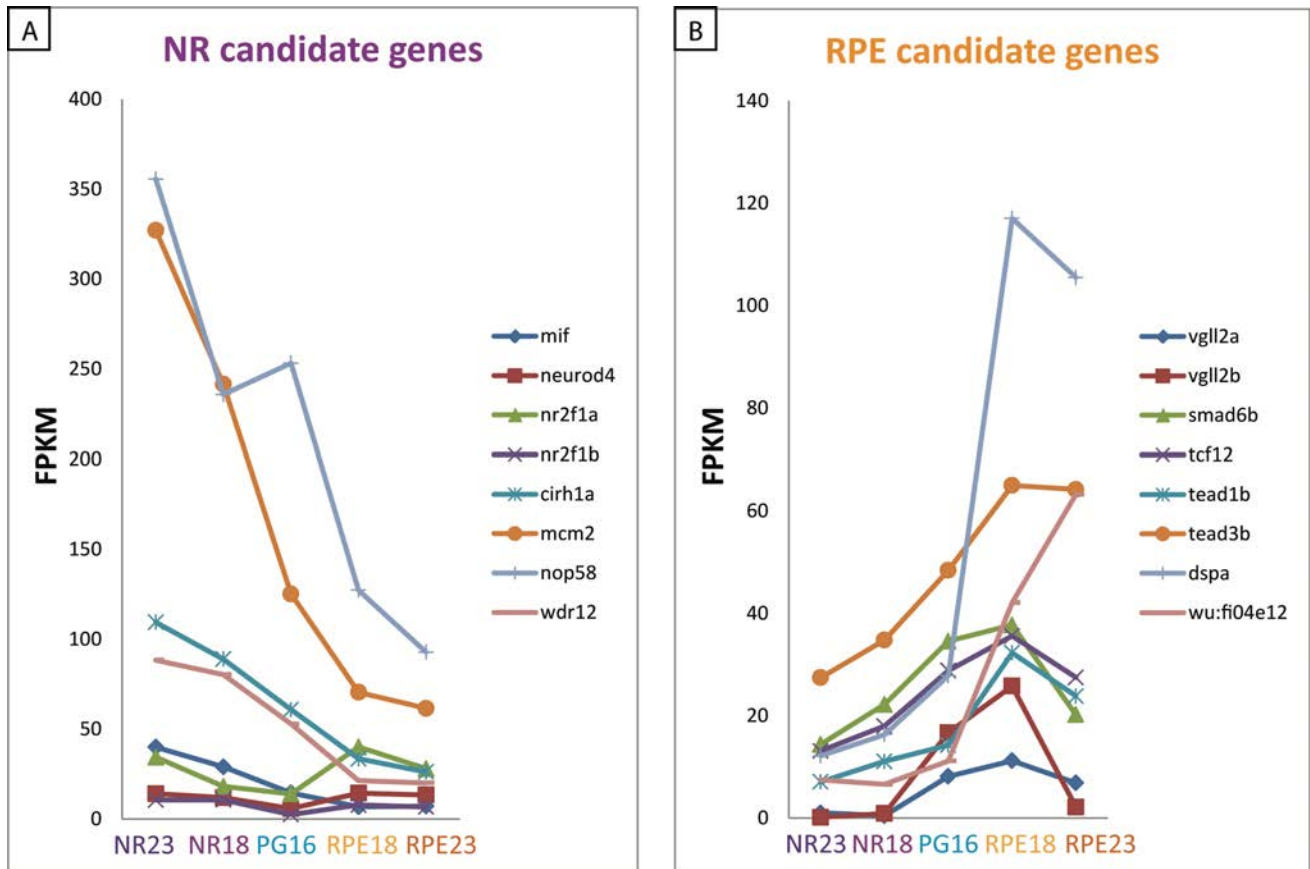 A
NR candidate genes
400
350
300
250
200
150
100
50
0
FPKM
NR23 NR18 PG16 RPE18 RPE23
mif
neurod4
nr2f1a
nr2f1b
cirh1a
mcm2
nop58
wdr12
B
RPE candidate genes
140
120
100
80
60
40
20
0
FPKM
NR23 NR18 PG16 RPE18 RPE23
vgll2a
vgll2b
smad6b
tcf12
tead1b
tead3b
dspa
wu:fi04e12